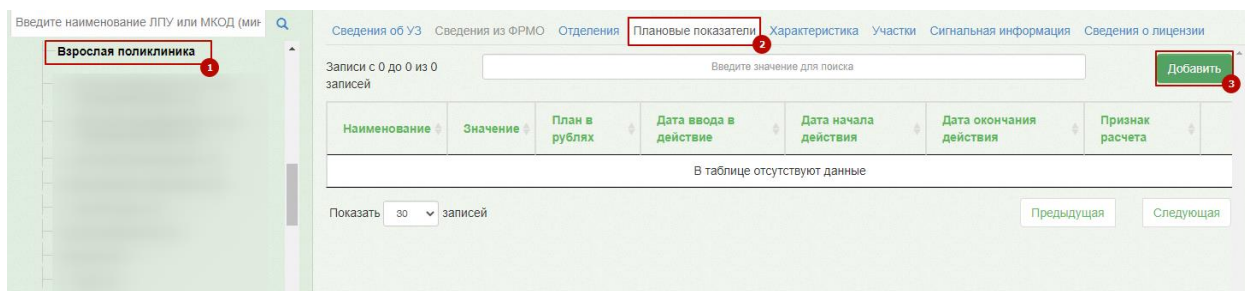 Введите наименование ЛПУ или МКОД (мин
Взрослая поликлиника
1
Сведения об УЗ Сведения из ФРМО Отделения Плановые показатели Характеристика Участки Сигнальная информация Сведения о лицензии
2
Записи с 0 до 0 из 0
записей
Введите значение для поиска
Добавить
3
Наименование Значение План в рублях Дата ввода в действие Дата начала действия Дата окончания действия Признак расчета
В таблице отсутствуют данные
Показать 30 записей
Предыдущая Следующая